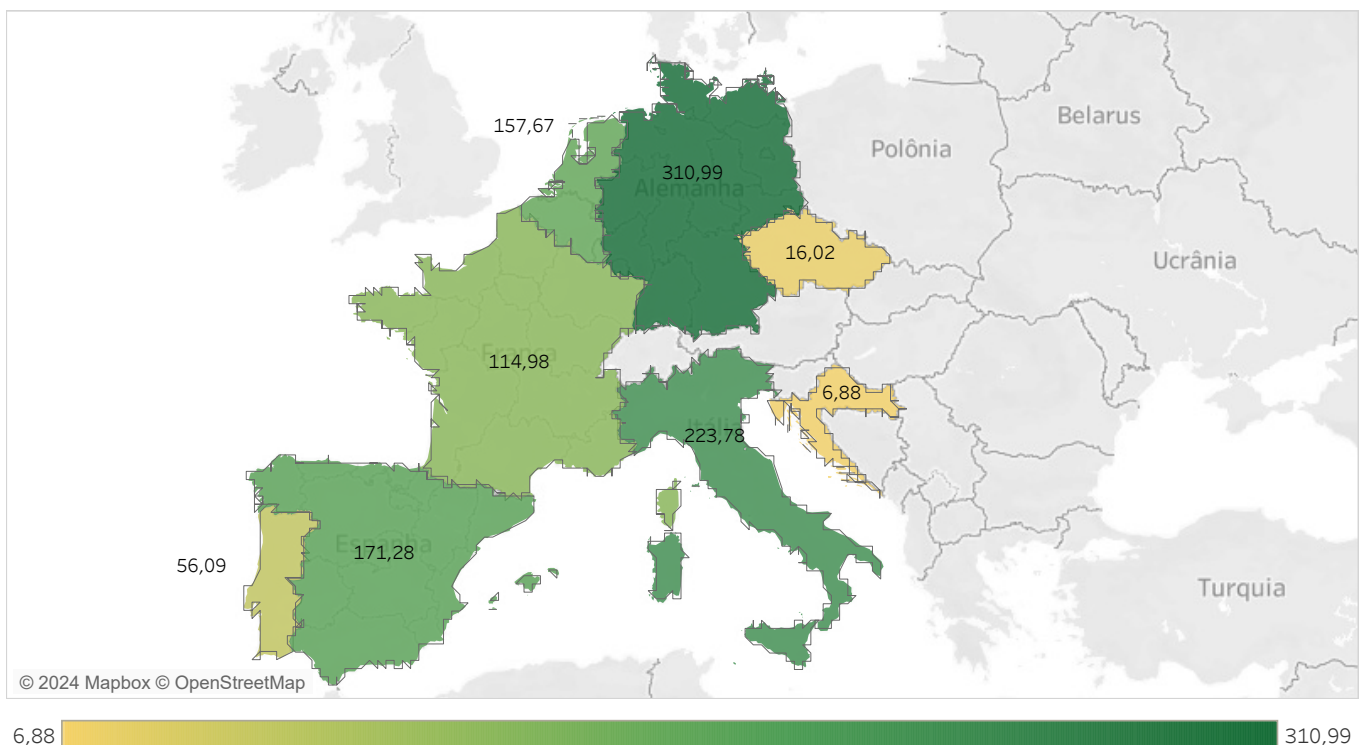 Belarus
157,67
Polônia
310,99
Alemanha
16,02
Ucrânia
França
114,98
6,88
Itália
223,78
Espanha
171,28
56,09
Turquia
© 2024 Mapbox © OpenStreetMap
6,88
310,99